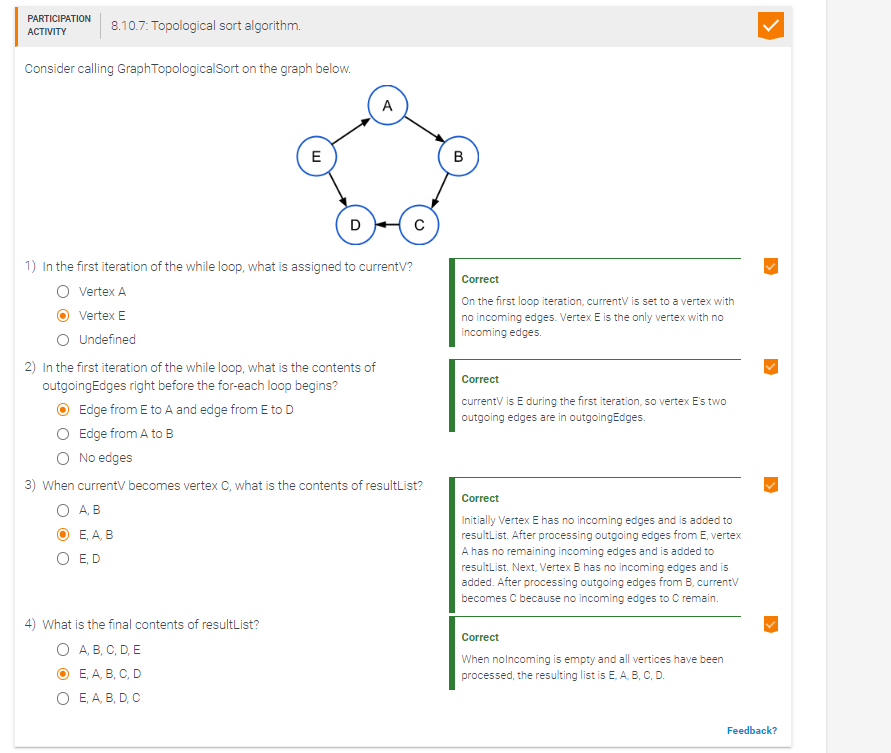 PARTICIPATION
ACTIVITY
8.10.7: Topological sort algorithm.
Consider calling GraphTopologicalSort on the graph below.
A
E
B
D
C
1) In the first iteration of the while loop, what is assigned to currentV?
Vertex A
Vertex E
Undefined
Correct
On the first loop iteration, currentV is set to a vertex with
no incoming edges. Vertex E is the only vertex with no
incoming edges.
2) In the first iteration of the while loop, what is the contents of
outgoingEdges right before the for-each loop begins?
Edge from E to A and edge from E to D
Edge from A to B
No edges
Correct
currentV is E during the first iteration, so vertex E's two
outgoing edges are in outgoingEdges.
3) When currentV becomes vertex C, what is the contents of resultList?
A, B
E, A, B
E, D
Correct
Initially Vertex E has no incoming edges and is added to
resultList. After processing outgoing edges from E, vertex
A has no remaining incoming edges and is added to
resultList. Next, Vertex B has no incoming edges and is
added. After processing outgoing edges from B, currentV
becomes C because no incoming edges to C remain.
4) What is the final contents of resultList?
A, B, C, D, E
E, A, B, C, D
E, A, B, D, C
Correct
When noIncoming is empty and all vertices have been
processed, the resulting list is E, A, B, C, D.
Feedback?